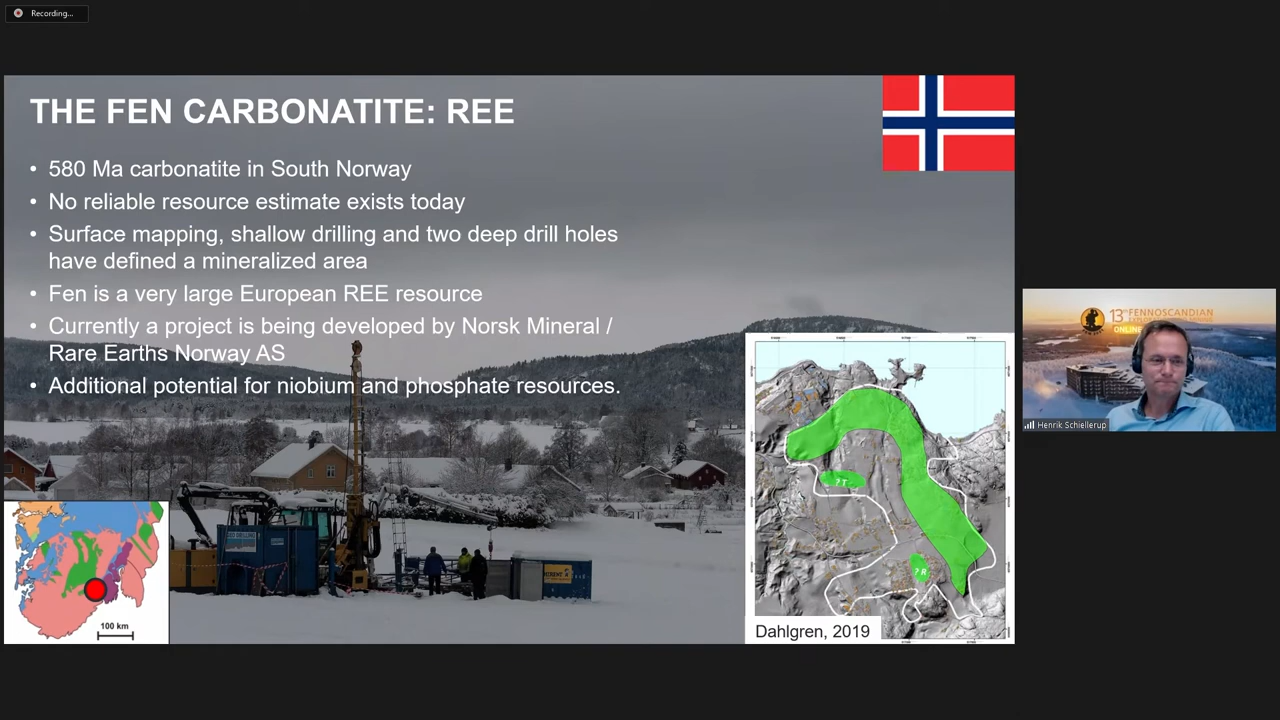 Recording...
THE FEN CARBONATITE: REE
• 580 Ma carbonatite in South Norway
• No reliable resource estimate exists today
• Surface mapping, shallow drilling and two deep drill holes
have defined a mineralized area
• Fen is a very large European REE resource
• Currently a project is being developed by Norsk Mineral /
Rare Earths Norway AS
• Additional potential for niobium and phosphate resources.
? T
? R
100 km
Dahlgren, 2019
13th FENNOSCANDIAN
ONLINE
Henrik Schiellerup